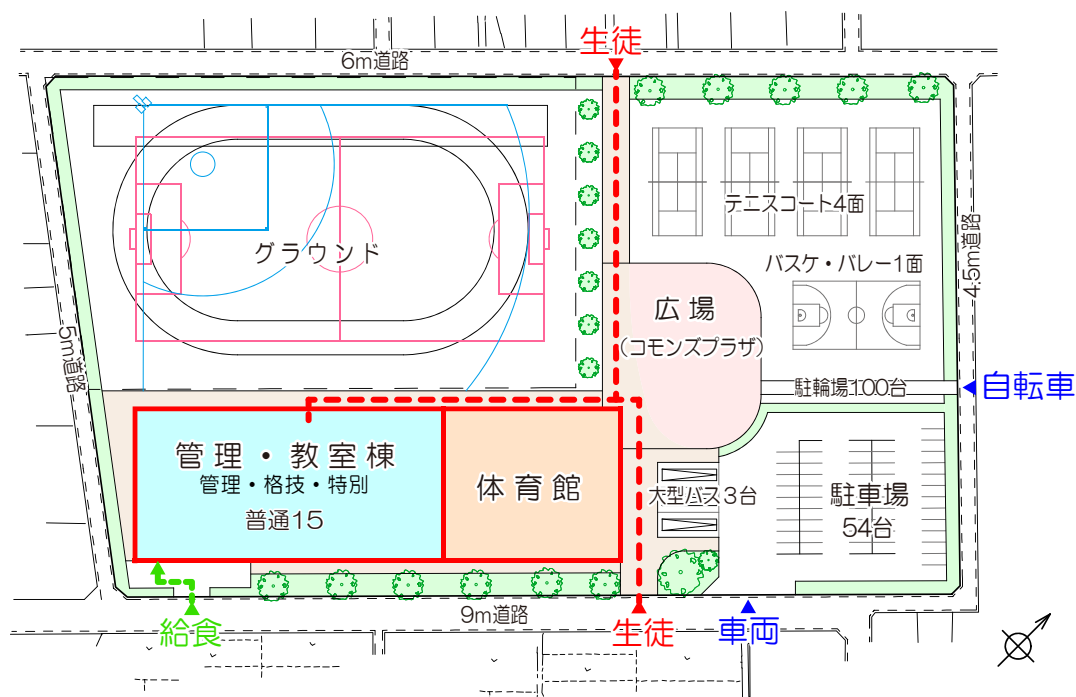 生徒
6m道路
テニスコート4面
グラウンド
4.5m道路
バスケ・バレー1面
広場
(コモンズプラザ)
5m道路
駐輪場100台
自転車
管理・教室棟
管理・格技・特別
普通15
体育館
大型バス3台
駐車場
54台
9m道路
給食
生徒
車両